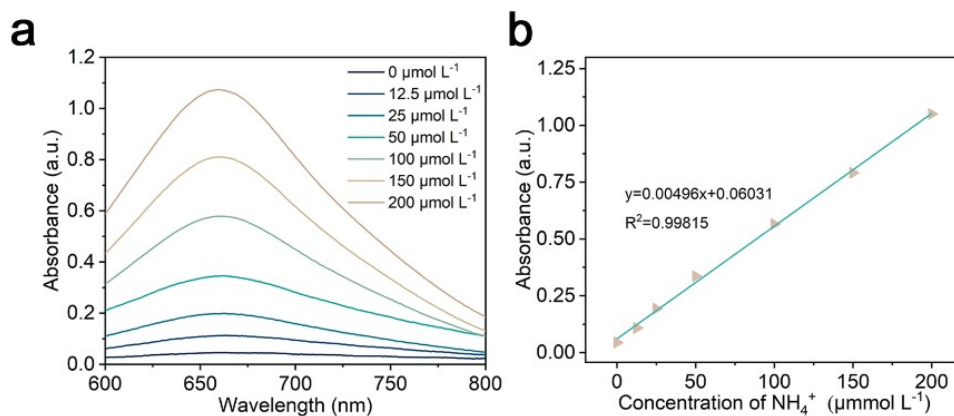 a
1.2
1.0
0.8
0.6
0.4
0.2
0.0
Absorbance (a.u.)
600
650
700
750
800
Wavelength (nm)
0 μmol L⁻¹
12.5 μmol L⁻¹
25 μmol L⁻¹
50 μmol L⁻¹
100 μmol L⁻¹
150 μmol L⁻¹
200 μmol L⁻¹
b
1.25
1.00
0.75
0.50
0.25
0.00
Absorbance (a.u.)
y=0.00496x+0.06031
R²=0.99815
0
50
100
150
200
Concentration of NH₄⁺ (μmmol L⁻¹)